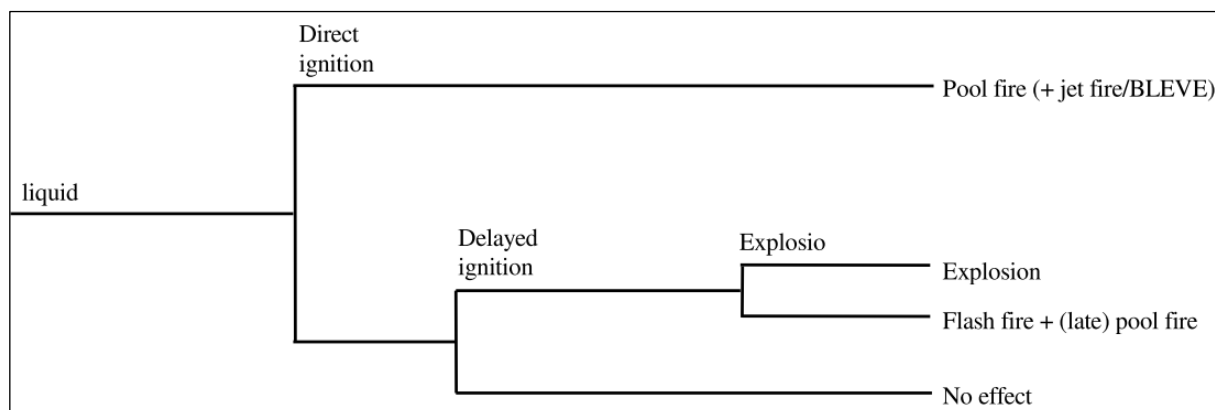 Direct
ignition
Pool fire (+ jet fire/BLEVE)
liquid
Delayed
ignition
Explosio
Explosion
Flash fire + (late) pool fire
No effect